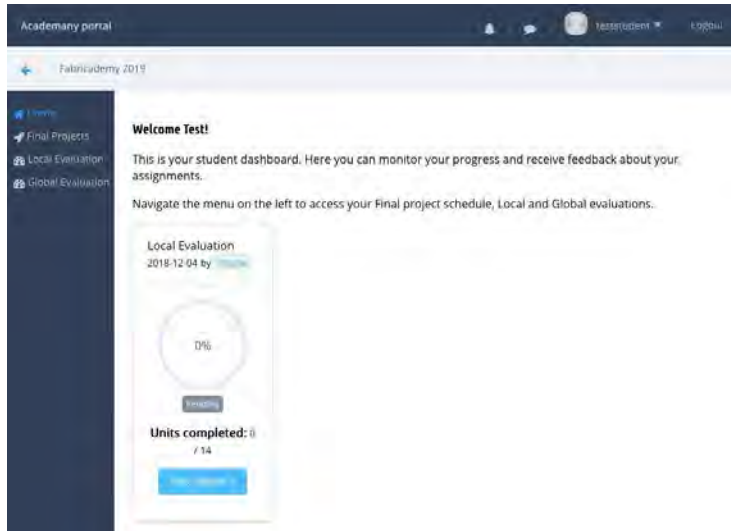 Academany portal
teststudent
Logout
Fabricademy 2019
Home
Final Projects
Local Evaluation
Global Evaluation
Welcome Test!
This is your student dashboard. Here you can monitor your progress and receive feedback about your
assignments.
Navigate the menu on the left to access your Final project schedule, Local and Global evaluations.
Local Evaluation
2018-12-04 by
0%
Pending
Units completed: 0
/ 14